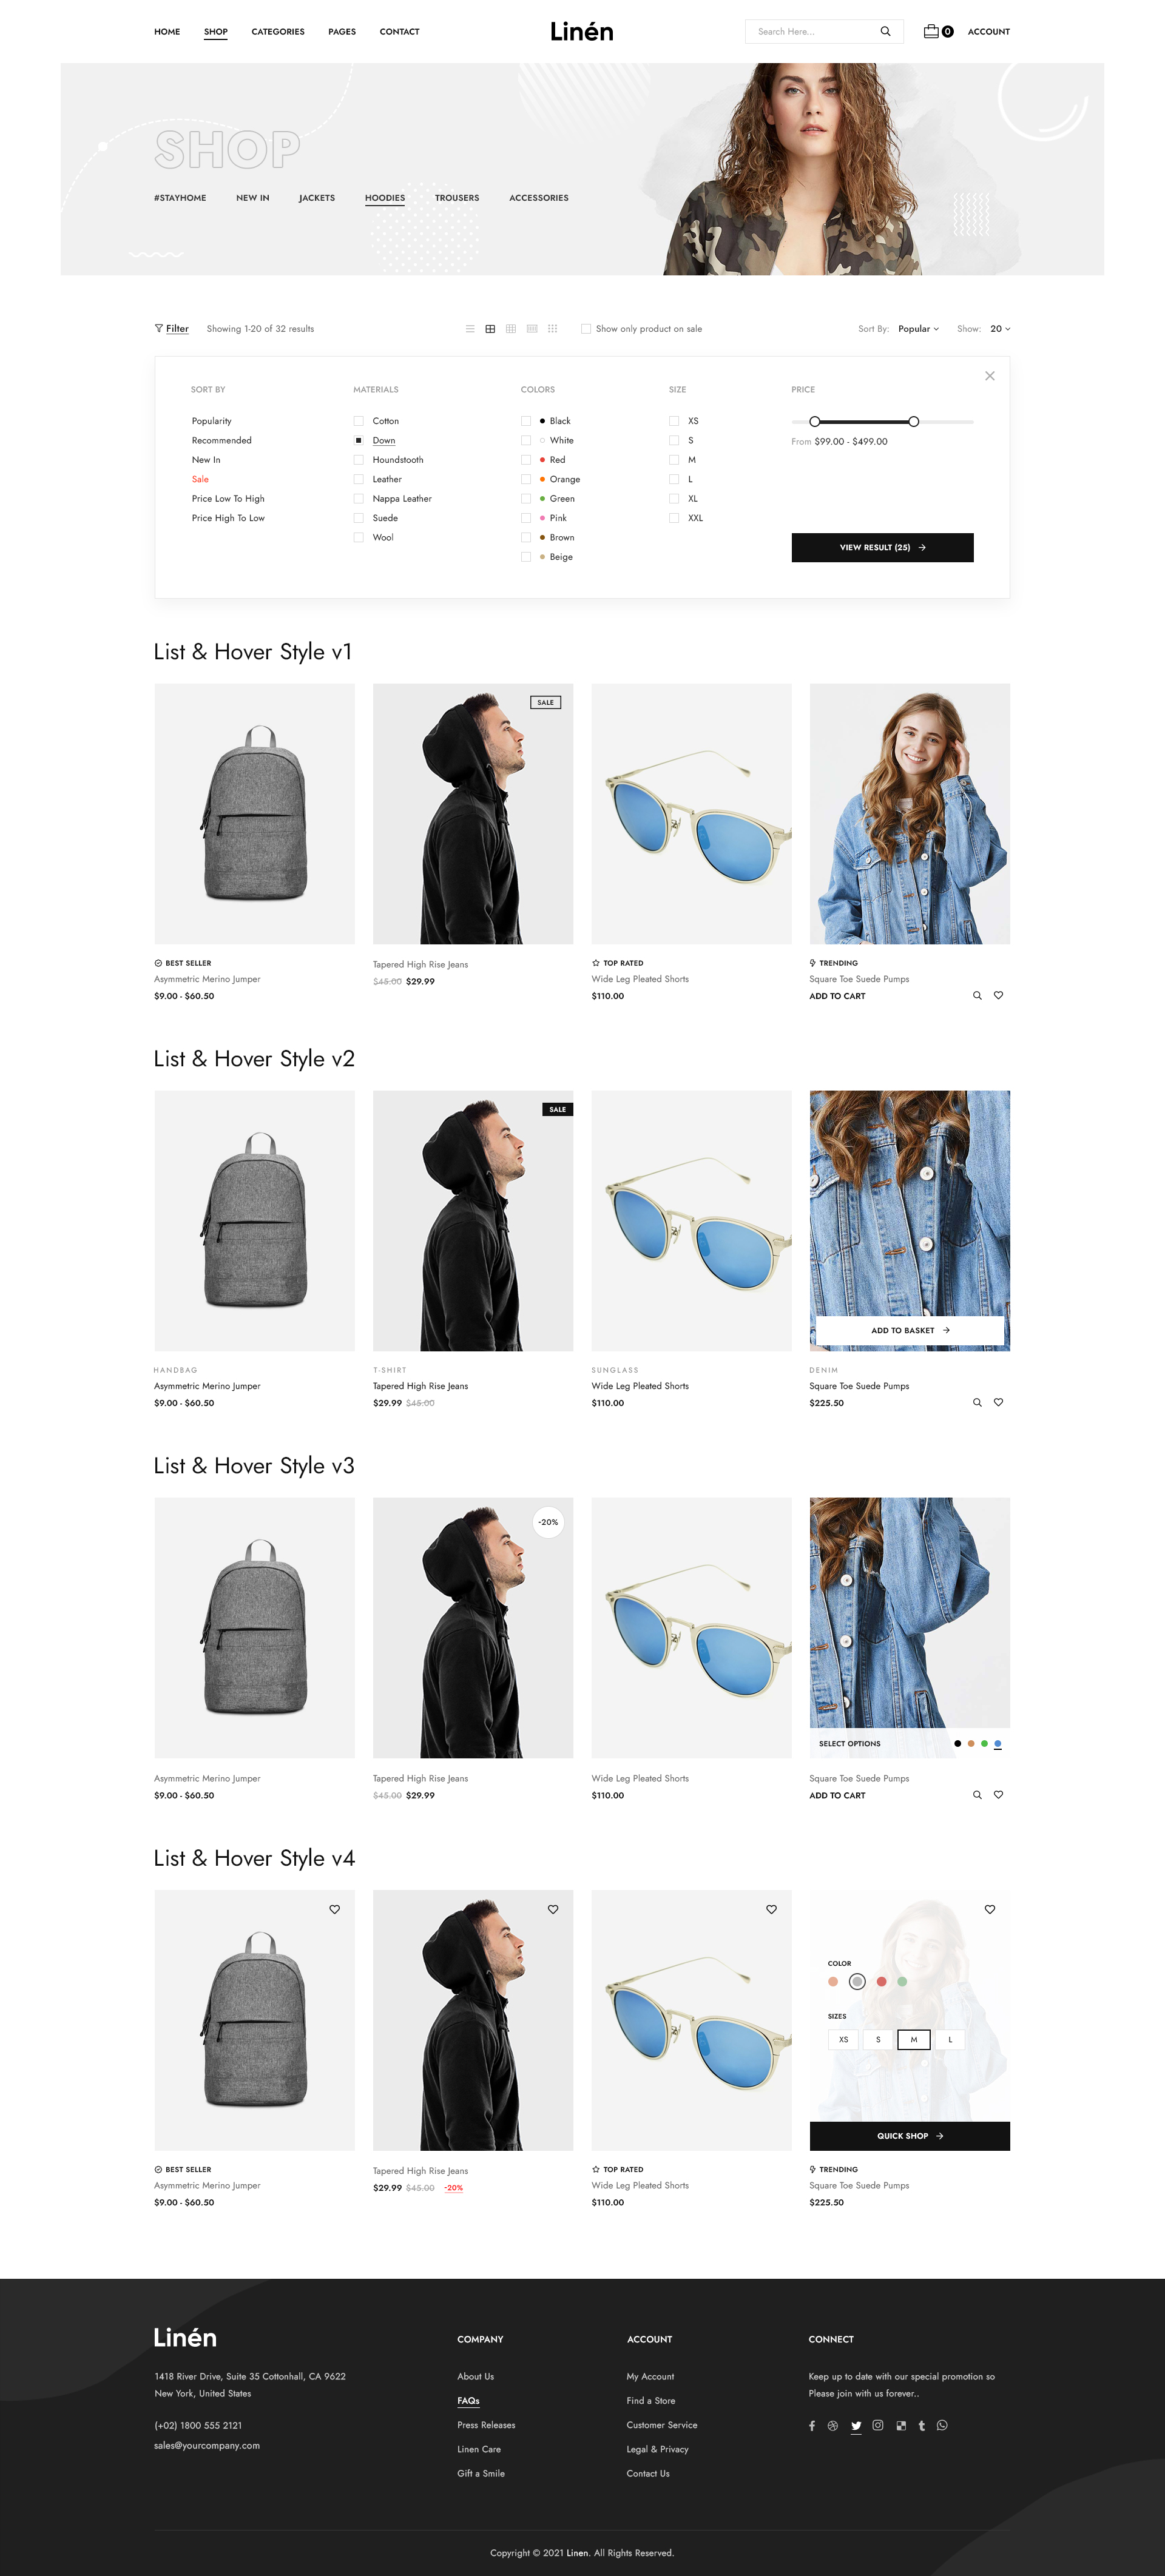 HOME SHOP CATEGORIES PAGES CONTACT Linén Search Here... 0 ACCOUNT
SHOP
#STAYHOME NEW IN JACKETS HOODIES TROUSERS ACCESSORIES
Filter Showing 1-20 of 32 results Show only product on sale Sort By: Popular Show: 20
SORT BY MATERIALS COLORS SIZE PRICE
Popularity Cotton Black XS
Recommended Down White S From $99.00 - $499.00
New In Houndstooth Red M
Sale Leather Orange L
Price Low To High Nappa Leather Green XL
Price High To Low Suede Pink XXL
Wool Brown VIEW RESULT (25)
Beige
List & Hover Style v1
SALE
BEST SELLER TOP RATED TRENDING
Asymmetric Merino Jumper Tapered High Rise Jeans Wide Leg Pleated Shorts Square Toe Suede Pumps
$9.00 - $60.50 $45.00 $29.99 $110.00 ADD TO CART
List & Hover Style v2
SALE
ADD TO BASKET
HANDBAG T-SHIRT SUNGLASS DENIM
Asymmetric Merino Jumper Tapered High Rise Jeans Wide Leg Pleated Shorts Square Toe Suede Pumps
$9.00 - $60.50 $29.99 $45.00 $110.00 $225.50
List & Hover Style v3
-20%
SELECT OPTIONS
Asymmetric Merino Jumper Tapered High Rise Jeans Wide Leg Pleated Shorts Square Toe Suede Pumps
$9.00 - $60.50 $45.00 $29.99 $110.00 ADD TO CART
List & Hover Style v4
COLOR
SIZES
XS S M L
QUICK SHOP
BEST SELLER TOP RATED TRENDING
Asymmetric Merino Jumper Tapered High Rise Jeans Wide Leg Pleated Shorts Square Toe Suede Pumps
$9.00 - $60.50 $29.99 $45.00 -20% $110.00 $225.50
Linén COMPANY ACCOUNT CONNECT
1418 River Drive, Suite 35 Cottonhall, CA 9622 About Us My Account Keep up to date with our special promotion so
New York, United States FAQs Find a Store Please join with us forever..
(+02) 1800 555 2121 Press Releases Customer Service
sales@yourcompany.com Linen Care Legal & Privacy
Gift a Smile Contact Us
Copyright © 2021 Linen. All Rights Reserved.